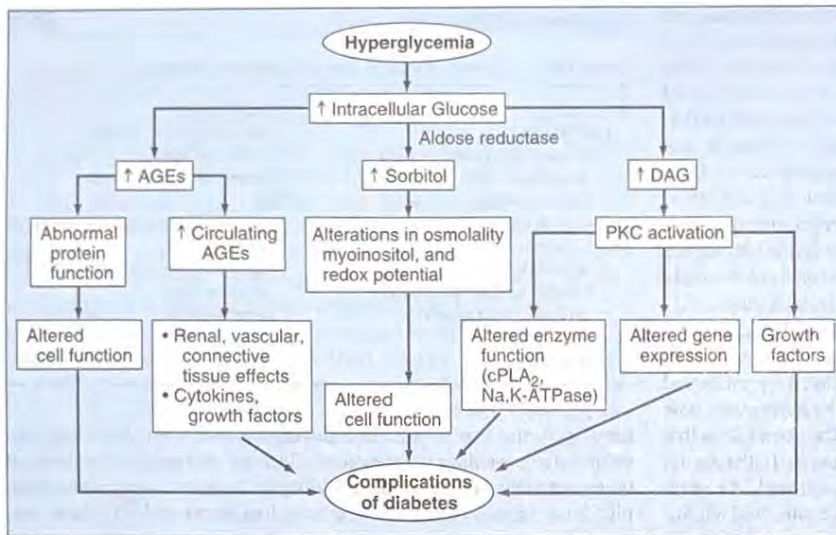 Hyperglycemia
↑ Intracellular Glucose
Aldose reductase
↑ AGEs
↑ Sorbitol
↑ DAG
Abnormal
protein
function
↑ Circulating
AGEs
Alterations in osmolality
myoinositol, and
redox potential
PKC activation
Altered
cell function
• Renal, vascular,
connective
tissue effects
• Cytokines,
growth factors
Altered
cell function
Altered enzyme
function
(cPLA₂,
Na,K-ATPase)
Altered gene
expression
Growth
factors
Complications
of diabetes